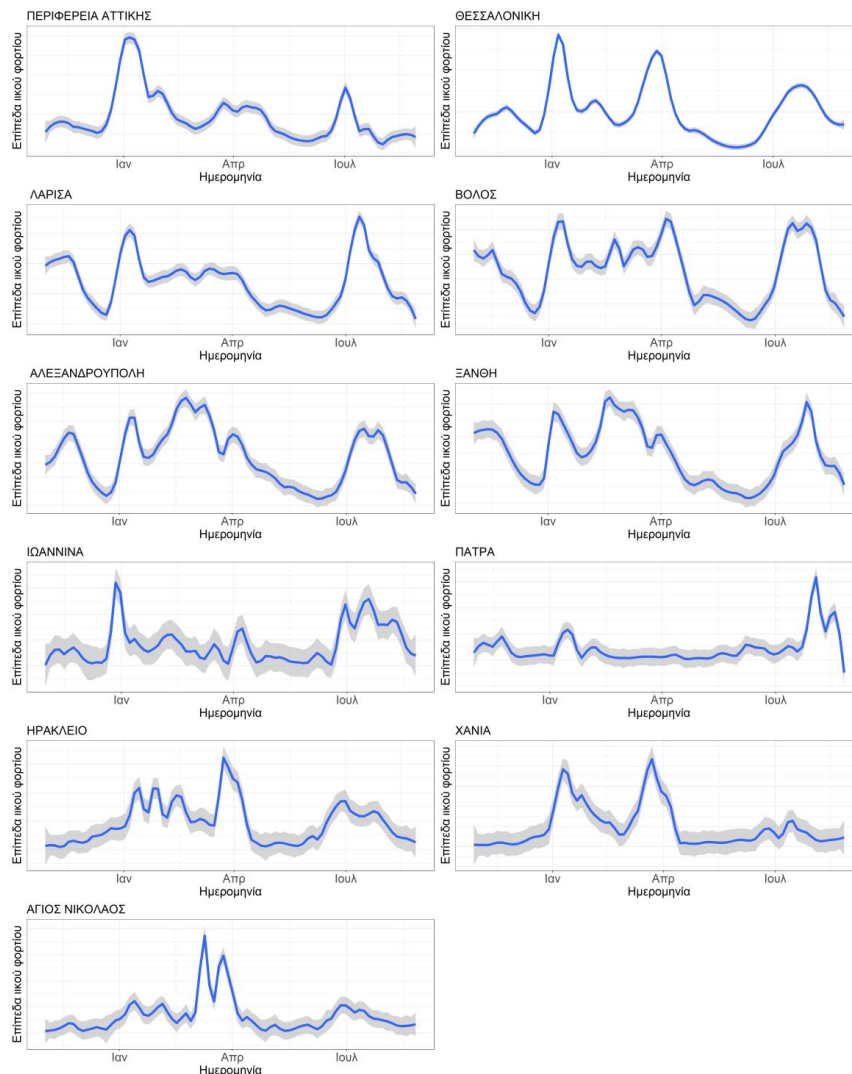 ΠΕΡΙΦΕΡΕΙΑ ΑΤΤΙΚΗΣ
Επίπεδα ιικού φορτίου
Ιαν Απρ Ιουλ
Ημερομηνία
ΘΕΣΣΑΛΟΝΙΚΗ
Επίπεδα ιικού φορτίου
Ιαν Απρ Ιουλ
Ημερομηνία
ΛΑΡΙΣΑ
Επίπεδα ιικού φορτίου
Ιαν Απρ Ιουλ
Ημερομηνία
ΒΟΛΟΣ
Επίπεδα ιικού φορτίου
Ιαν Απρ Ιουλ
Ημερομηνία
ΑΛΕΞΑΝΔΡΟΥΠΟΛΗ
Επίπεδα ιικού φορτίου
Ιαν Απρ Ιουλ
Ημερομηνία
ΞΑΝΘΗ
Επίπεδα ιικού φορτίου
Ιαν Απρ Ιουλ
Ημερομηνία
ΙΩΑΝΝΙΝΑ
Επίπεδα ιικού φορτίου
Ιαν Απρ Ιουλ
Ημερομηνία
ΠΑΤΡΑ
Επίπεδα ιικού φορτίου
Ιαν Απρ Ιουλ
Ημερομηνία
ΗΡΑΚΛΕΙΟ
Επίπεδα ιικού φορτίου
Ιαν Απρ Ιουλ
Ημερομηνία
ΧΑΝΙΑ
Επίπεδα ιικού φορτίου
Ιαν Απρ Ιουλ
Ημερομηνία
ΑΓΙΟΣ ΝΙΚΟΛΑΟΣ
Επίπεδα ιικού φορτίου
Ιαν Απρ Ιουλ
Ημερομηνία